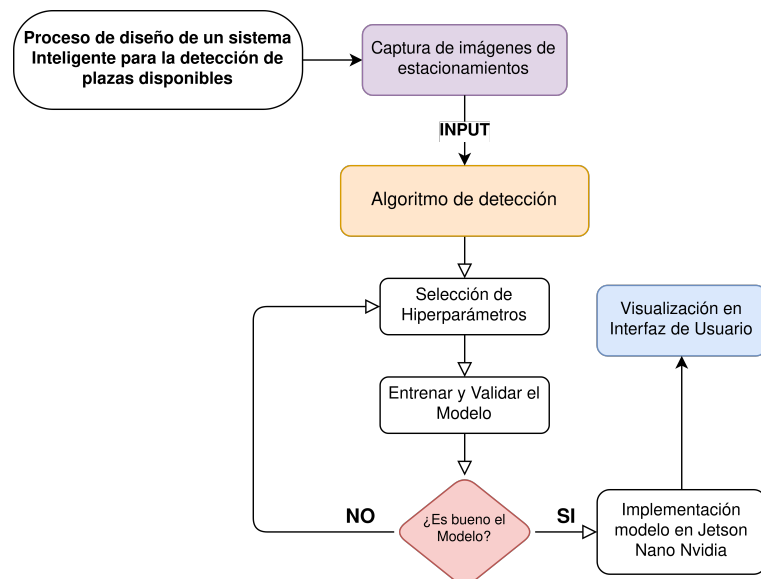 Proceso de diseño de un sistema
Inteligente para la detección de
plazas disponibles
Captura de imágenes de
estacionamientos
INPUT
Algoritmo de detección
Selección de
Hiperparámetros
Visualización en
Interfaz de Usuario
Entrenar y Validar el
Modelo
¿Es bueno el
Modelo?
NO
SI
Implementación
modelo en Jetson
Nano Nvidia